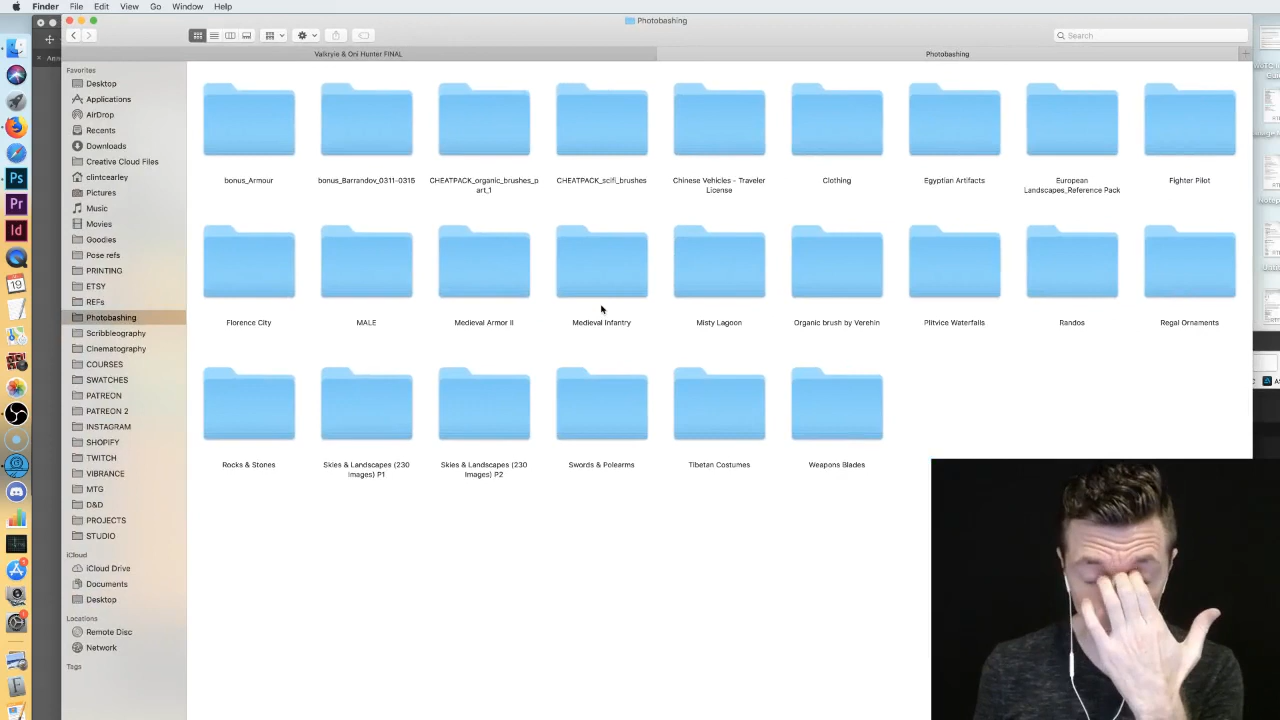 Finder File Edit View Go Window Help
Photobashing
Search
Valkryie & Oni Hunter FINAL
Photobashing
Favorites
Desktop
Applications
AirDrop
Recents
Downloads
Creative Cloud Files
clintcearley
Pictures
Music
Movies
Goodies
Pose refs
PRINTING
ETSY
REFs
Photobashing
Scribbleography
Cinematography
COURSES
SWATCHES
PATREON
PATREON 2
INSTAGRAM
SHOPIFY
TWITCH
VIBRANCE
MTG
D&D
PROJECTS
STUDIO
iCloud
iCloud Drive
Documents
Desktop
Locations
Remote Disc
Network
Tags
bonus_Armour
bonus_Barrandov_0311-0315
CHEATPACK_organic_brushes_p
art_1
CHEATPACK_scifi_brushes
Chinese Vehicles - Traveler
License
Clothing
Egyptian Artifacts
European
Landscapes_Reference Pack
Fighter Pilot
Florence City
MALE
Medieval Armor II
Medieval Infantry
Misty Lagoon
Organic brush by Verehin
Plitvice Waterfalls
Randos
Regal Ornaments
Rocks & Stones
Skies & Landscapes (230
Images) P1
Skies & Landscapes (230
Images) P2
Swords & Polearms
Tibetan Costumes
Weapons Blades
Ps
Pr
Id
19